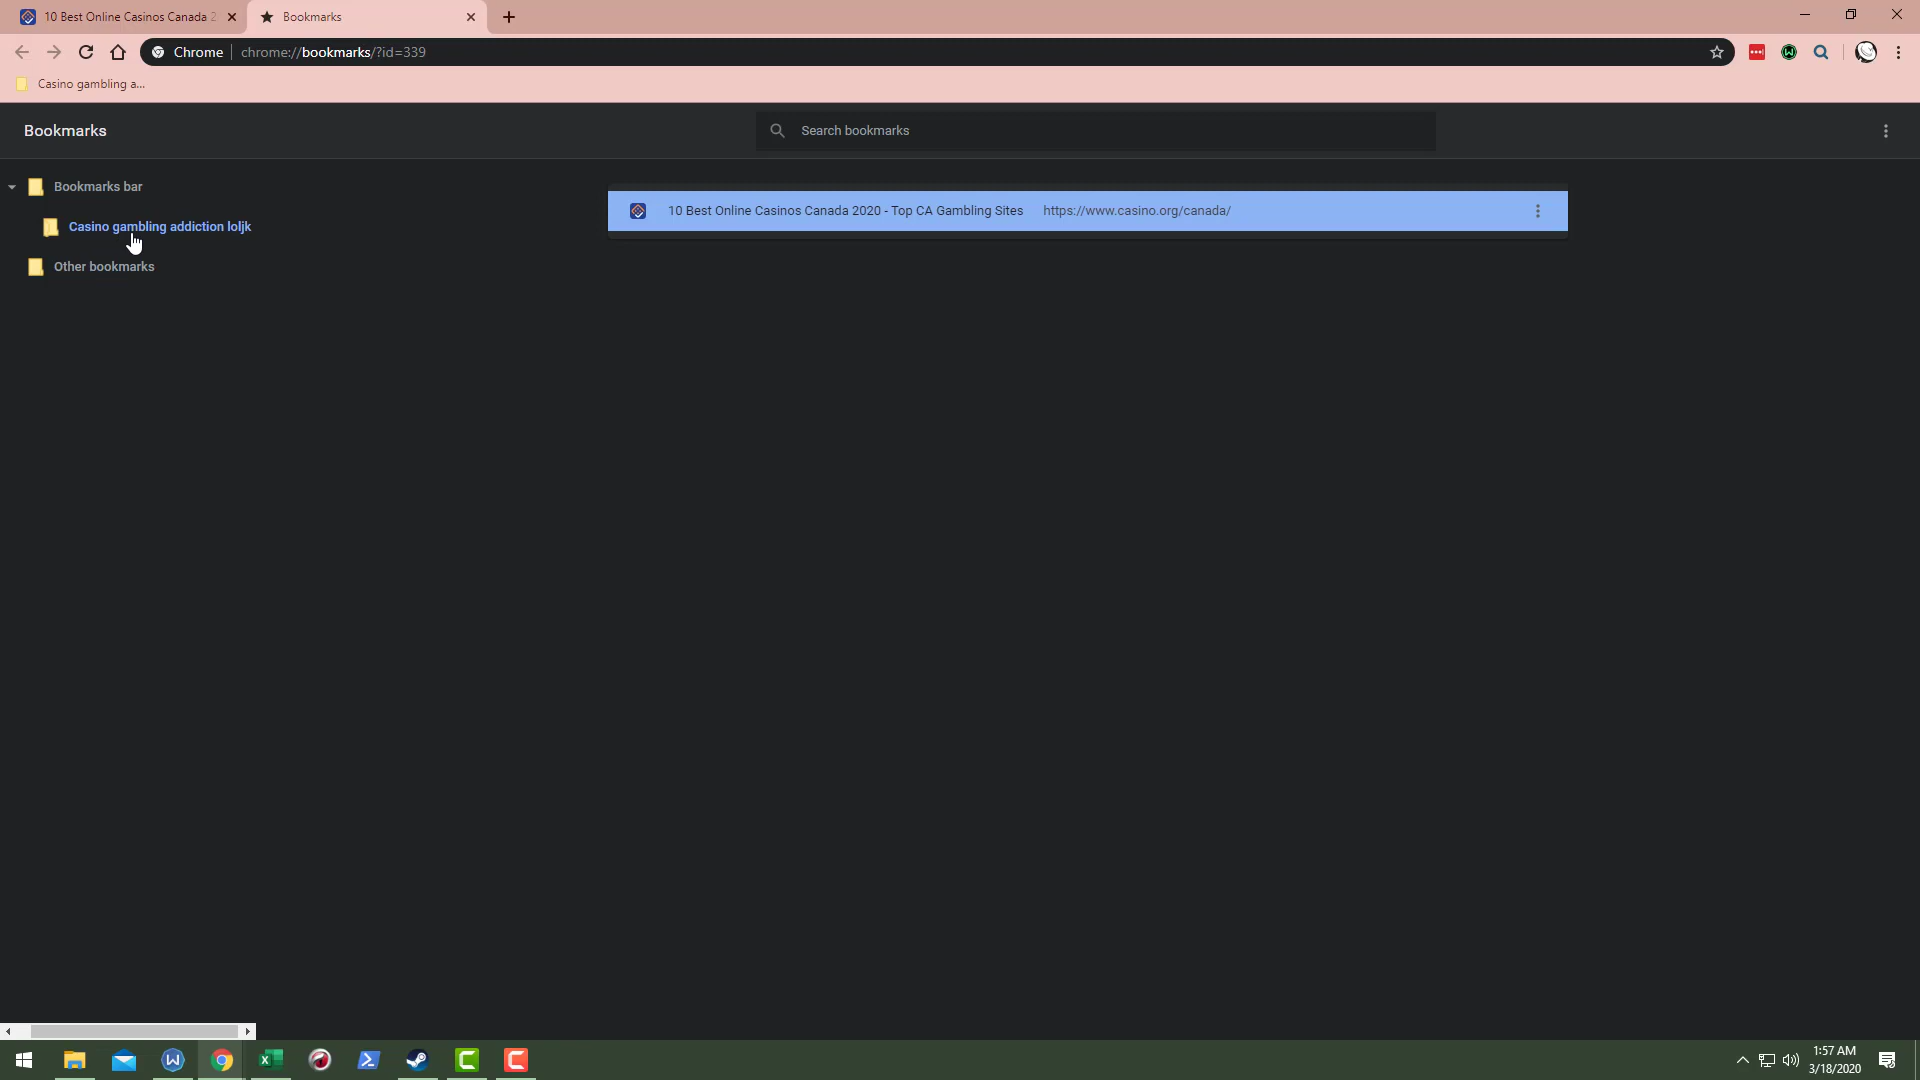 10 Best Online Casinos Canada 2
Bookmarks
Chrome
chrome://bookmarks/?id=339
Casino gambling a...
Bookmarks
Search bookmarks
Bookmarks bar
10 Best Online Casinos Canada 2020 - Top CA Gambling Sites
https://www.casino.org/canada/
Casino gambling addiction loljk
Other bookmarks
1:57 AM
3/18/2020